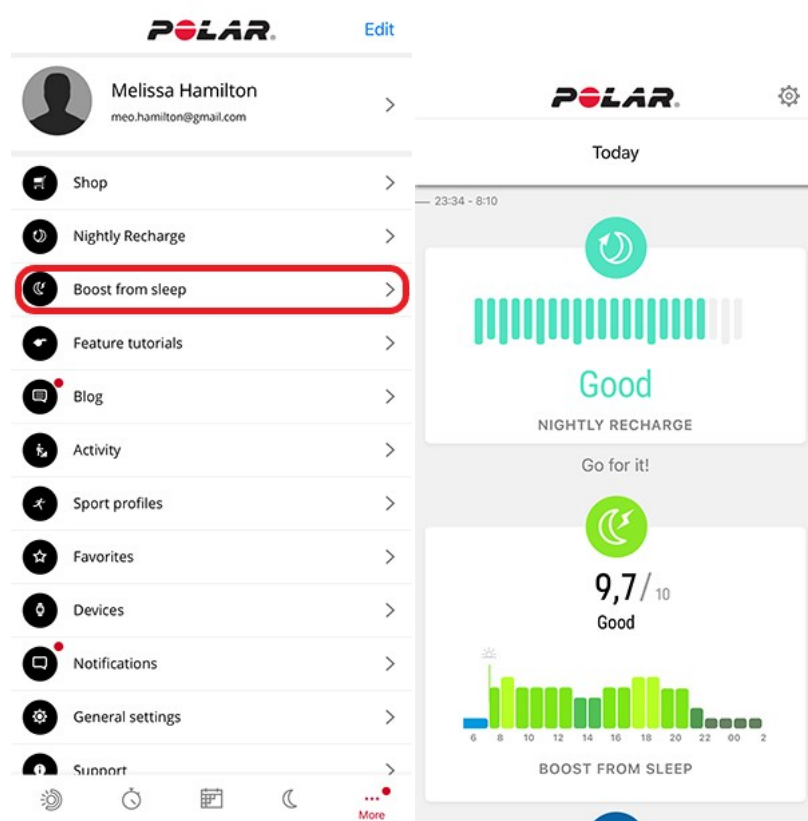 POLAR.
Edit
Melissa Hamilton
meo.hamilton@gmail.com
Shop
Nightly Recharge
Boost from sleep
Feature tutorials
Blog
Activity
Sport profiles
Favorites
Devices
Notifications
General settings
Support
More
POLAR.
Today
23:34 - 8:10
Good
NIGHTLY RECHARGE
Go for it!
9,7/10
Good
6 8 10 12 14 16 18 20 22 00 2
BOOST FROM SLEEP